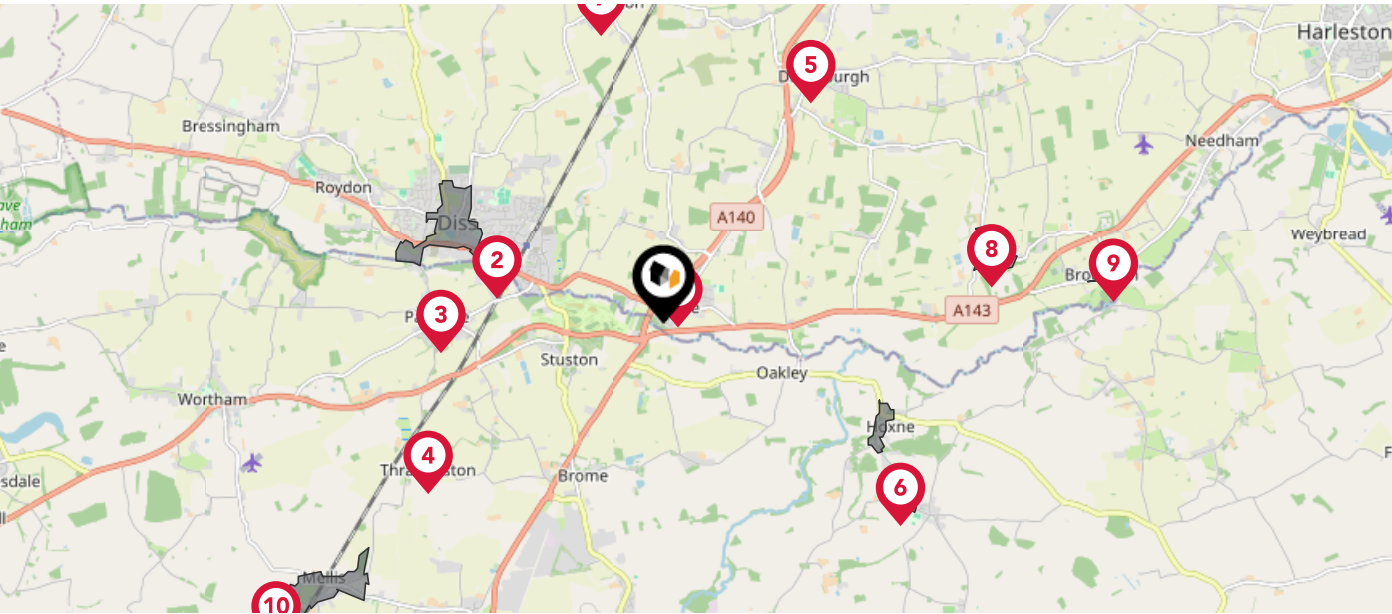 Harleston
5
Bressingham
Needham
Roydon
A140
Diss
Weybread
8
2
9
3
A143
Stuston
Oakley
Wortham
Hoxne
4
Brome
6
Mellis
10